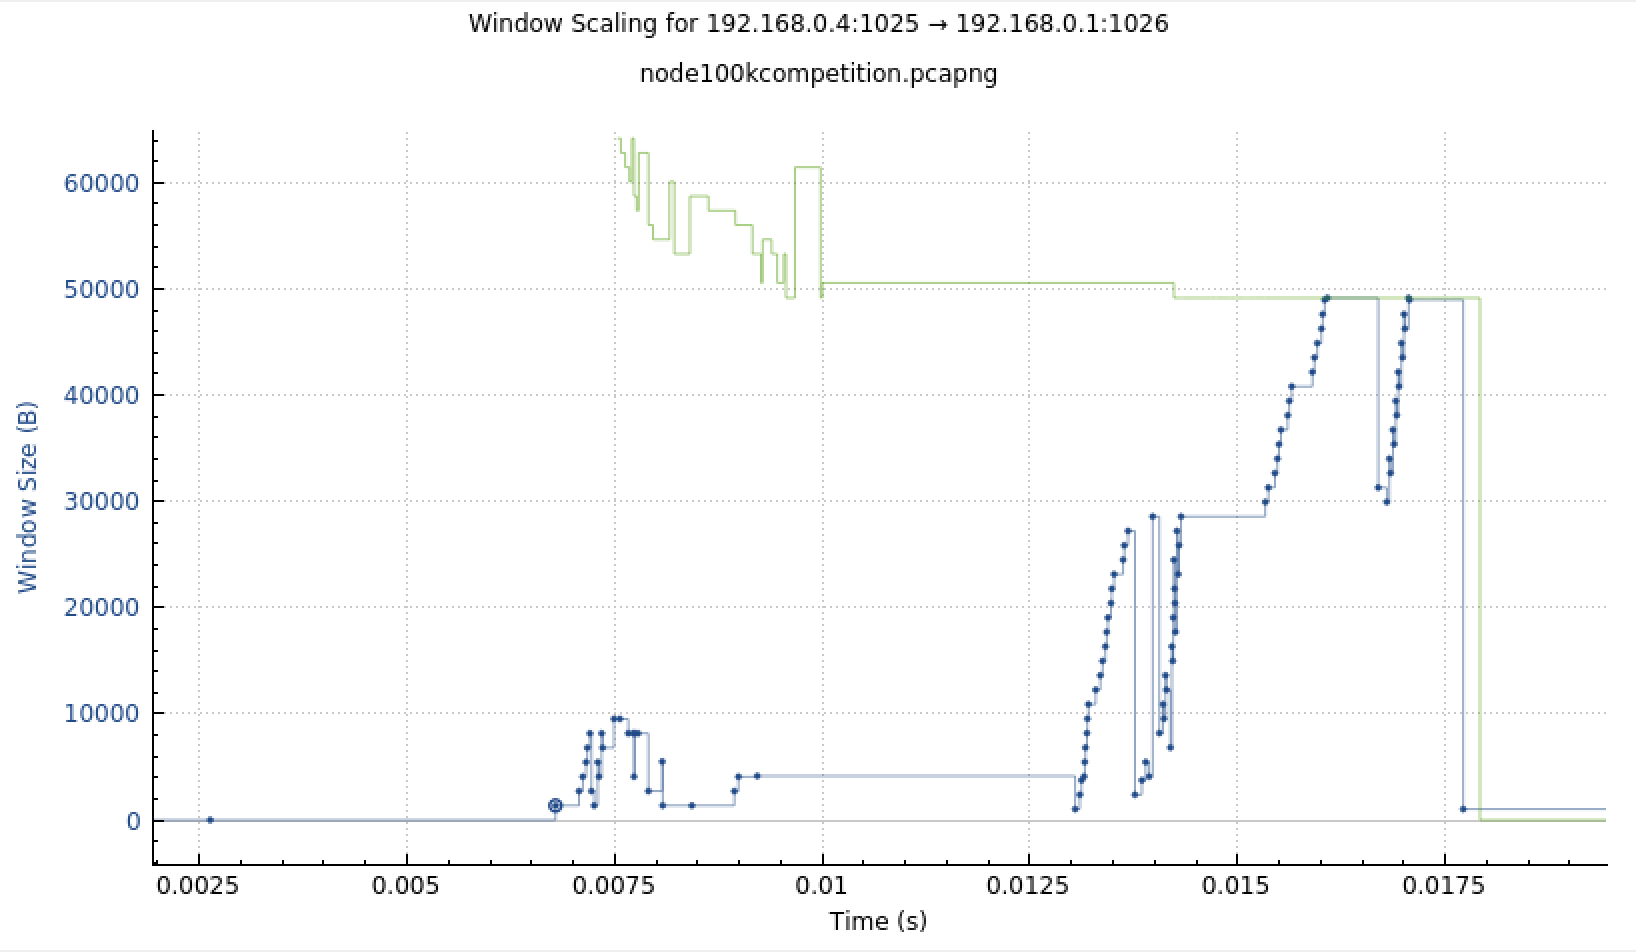 Window Scaling for 192.168.0.4:1025 → 192.168.0.1:1026
node100kcompetition.pcapng
Window Size (B)
60000
50000
40000
30000
20000
10000
0
0.0025 0.005 0.0075 0.01 0.0125 0.015 0.0175
Time (s)